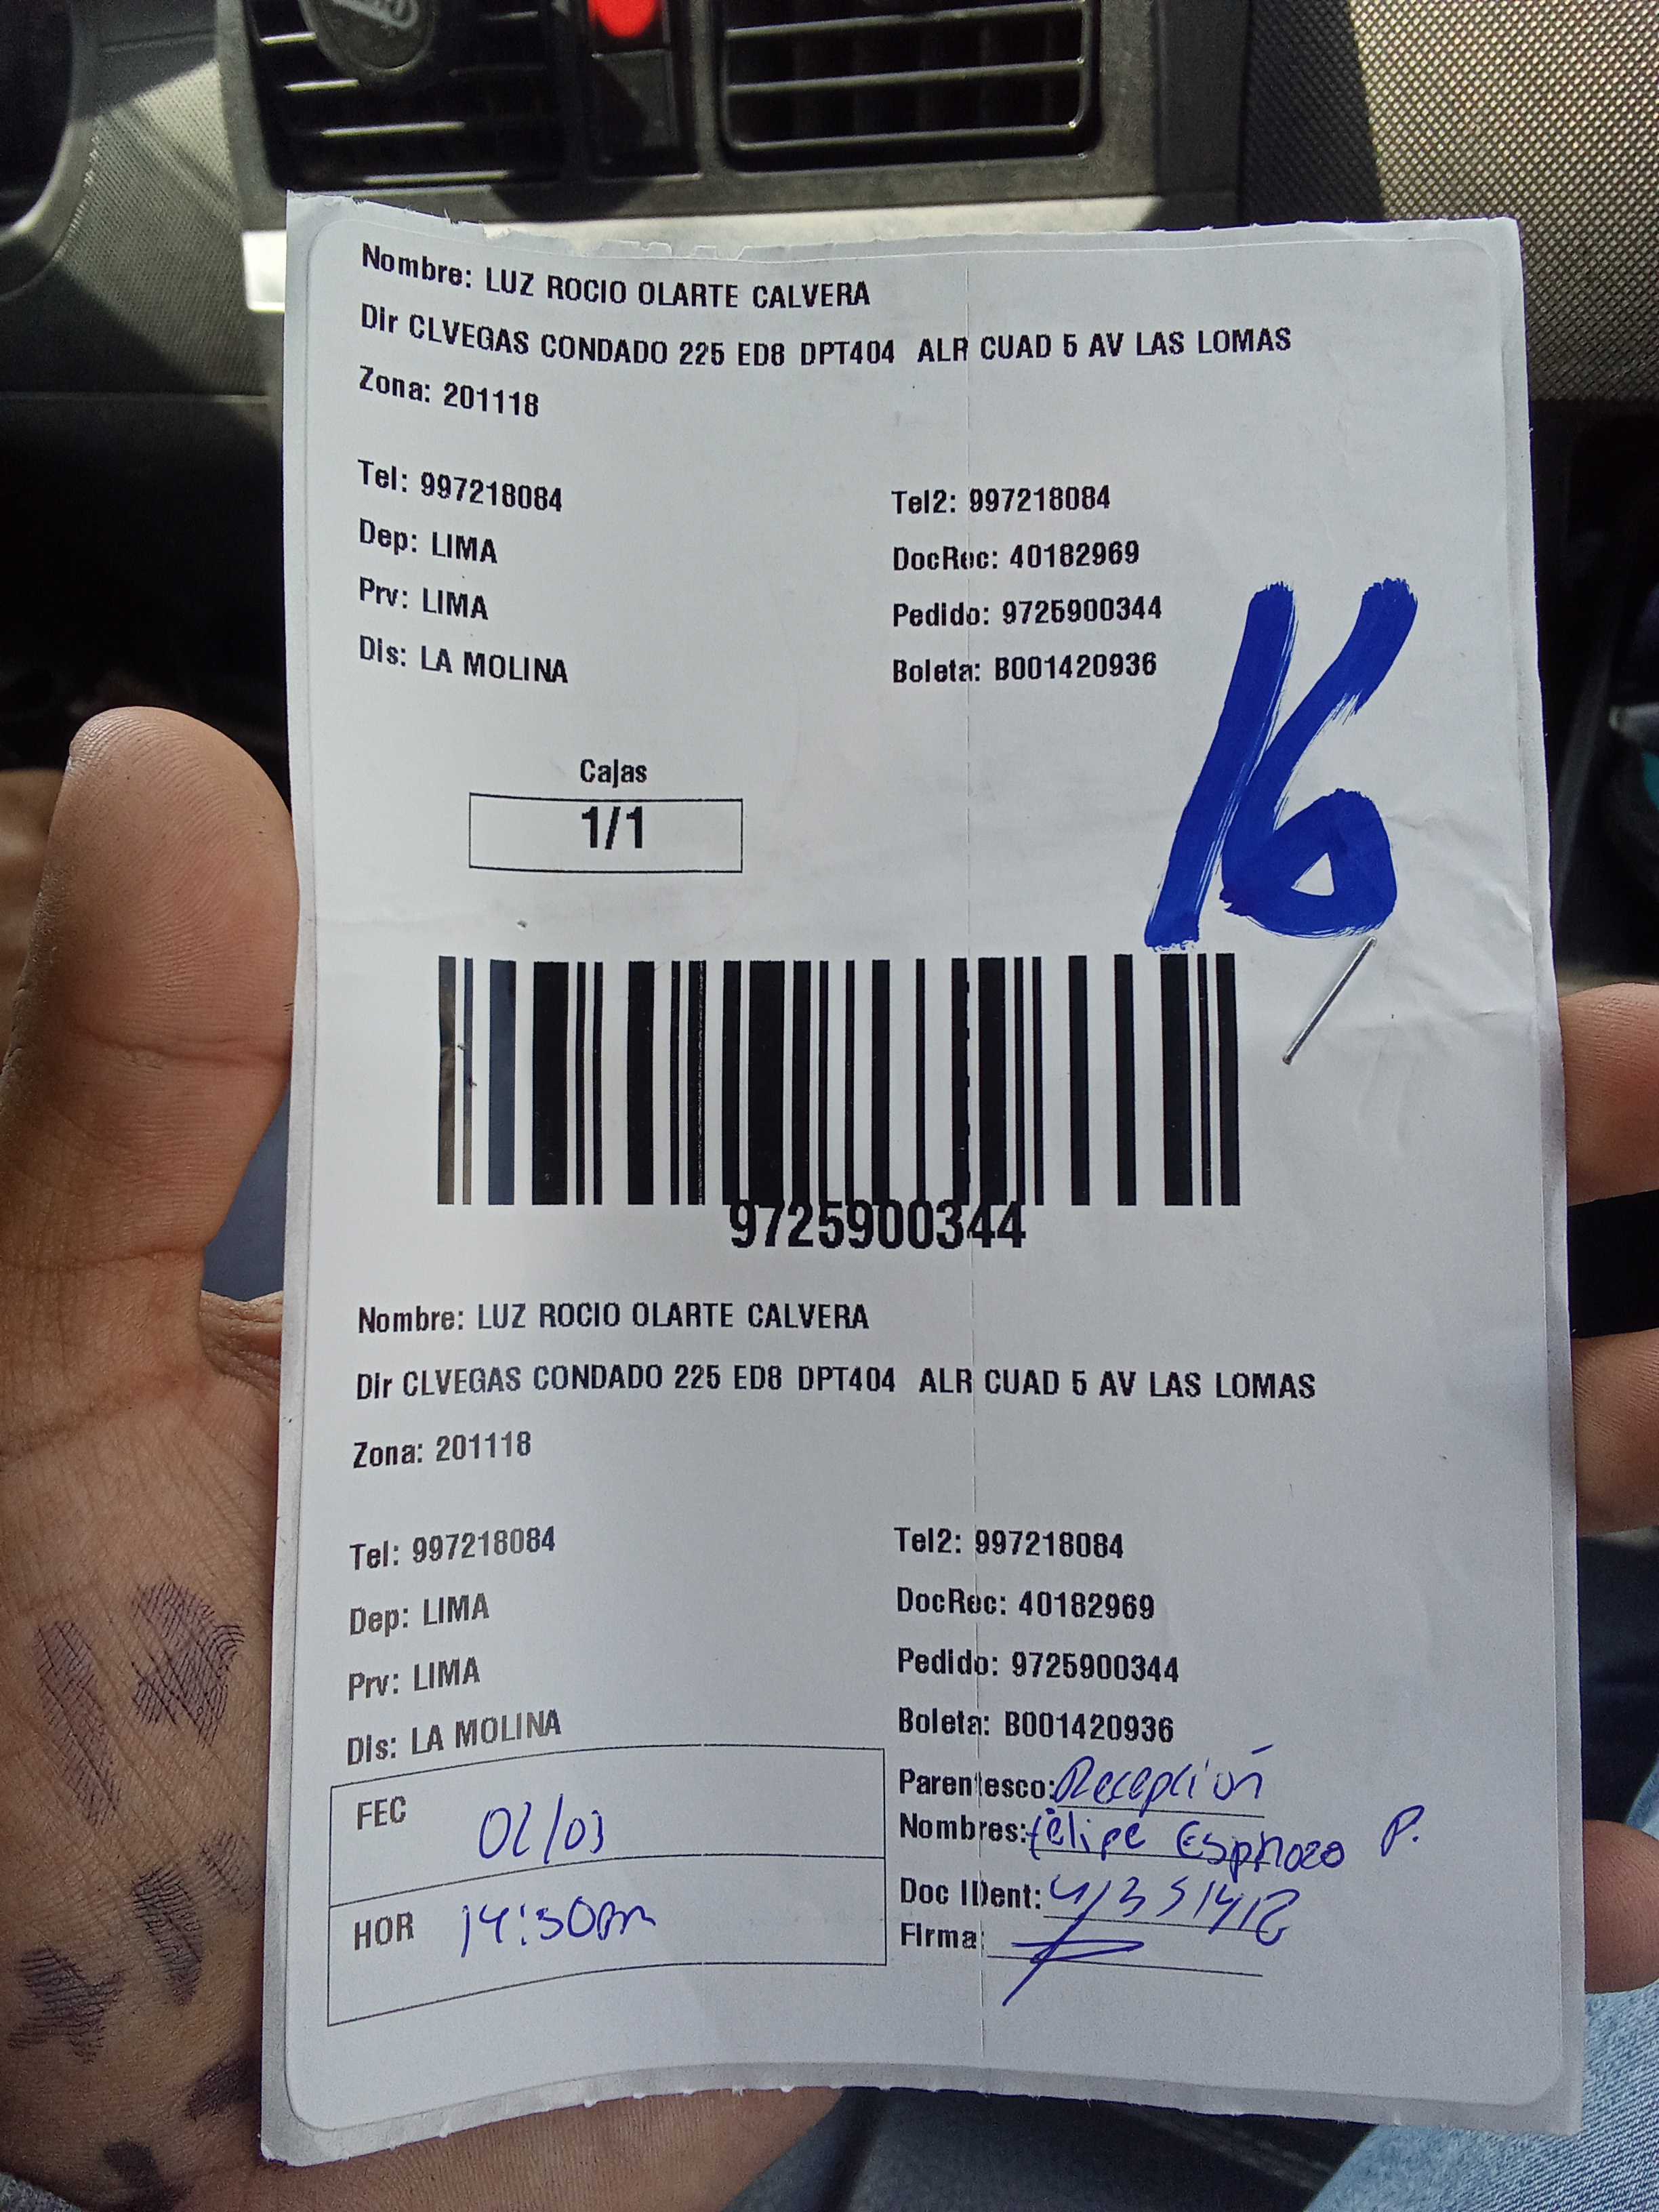 Nombre: LUZ ROCIO OLARTE CALVERA
Dir CLVEGAS CONDADO 225 ED8 DPT404 ALR CUAD 5 AV LAS LOMAS
Zona: 201118
Tel: 997218084 Tel2: 997218084
Dep: LIMA DocRec: 40182969
Prv: LIMA Pedido: 9725900344
Dis: LA MOLINA Boleta: B001420936
16
Cajas
1/1
9725900344
Nombre: LUZ ROCIO OLARTE CALVERA
Dir CLVEGAS CONDADO 225 ED8 DPT404 ALR CUAD 5 AV LAS LOMAS
Zona: 201118
Tel: 997218084 Tel2: 997218084
Dep: LIMA DocRec: 40182969
Prv: LIMA Pedido: 9725900344
Dis: LA MOLINA Boleta: B001420936
Parentesco: Recepción
FEC 02/03 Nombres: felipe Espinozo P.
Doc IDent:
HOR 14:30pm Firma: